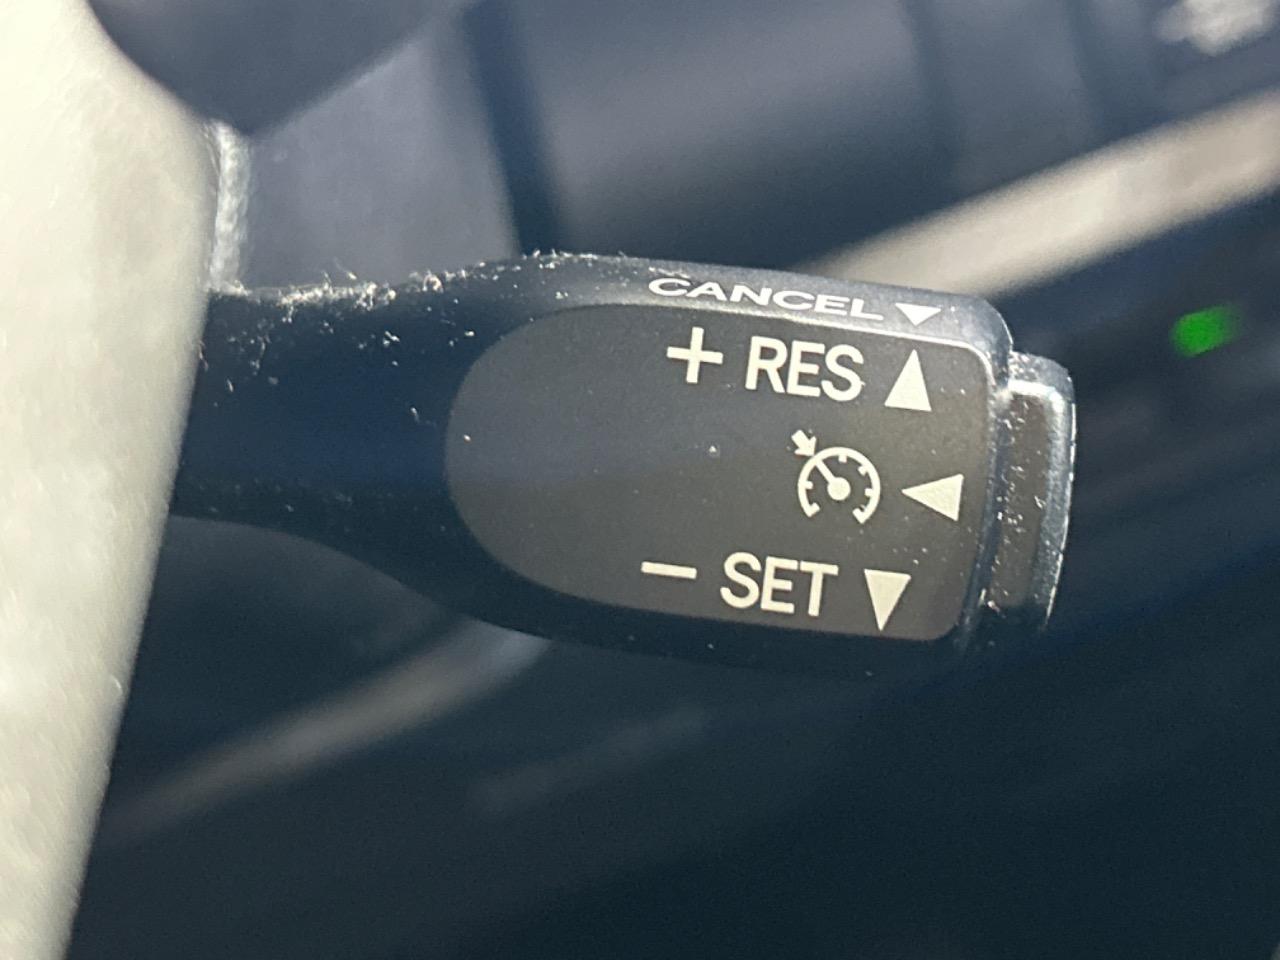 CANCEL ▼
+ RES ▲
◀
− SET ▼